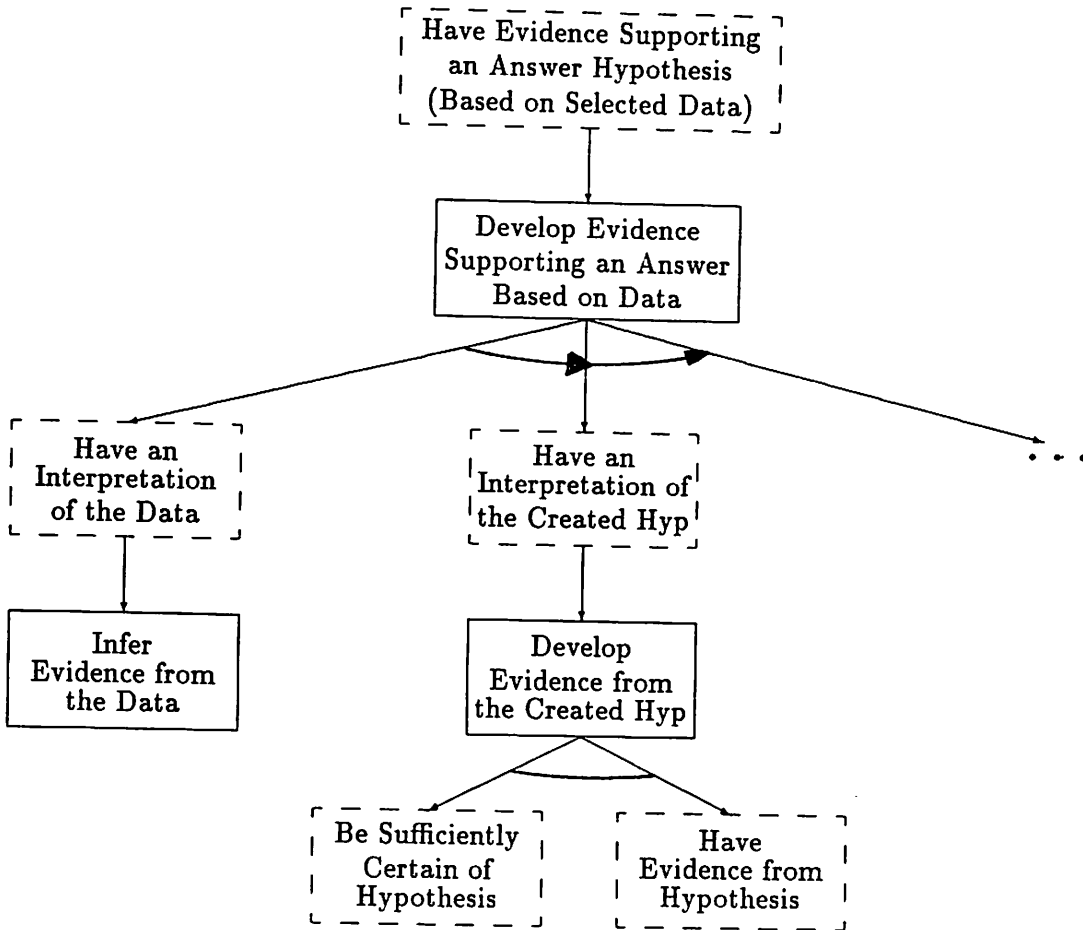 Have Evidence Supporting
an Answer Hypothesis
(Based on Selected Data)
Develop Evidence
Supporting an Answer
Based on Data
Have an
Interpretation
of the Data
Have an
Interpretation of
the Created Hyp
. . .
Infer
Evidence from
the Data
Develop
Evidence from
the Created Hyp
Be Sufficiently
Certain of
Hypothesis
Have
Evidence from
Hypothesis